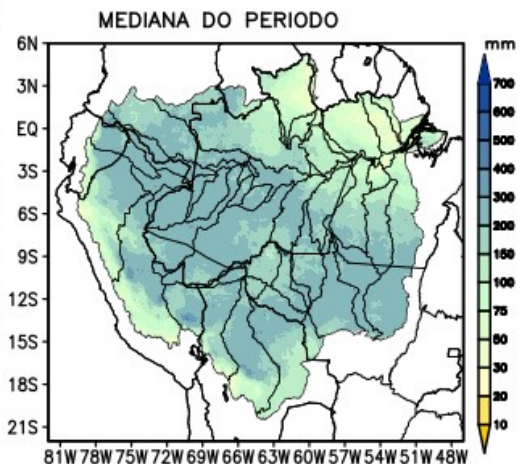 MEDIANA DO PERIODO
mm
6N
3N
EQ
3S
6S
9S
12S
15S
18S
21S
700
600
500
400
300
200
150
100
75
50
30
20
10
81W 78W 75W 72W 69W 66W 63W 60W 57W 54W 51W 48W